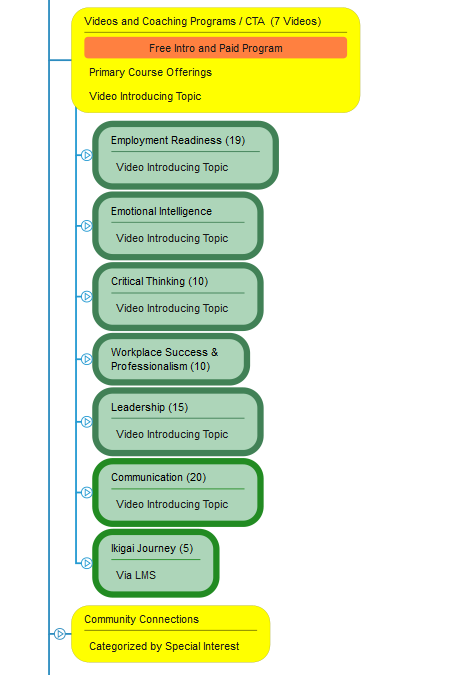 Videos and Coaching Programs / CTA (7 Videos)
Free Intro and Paid Program
Primary Course Offerings
Video Introducing Topic
Employment Readiness (19)
Video Introducing Topic
Emotional Intelligence
Video Introducing Topic
Critical Thinking (10)
Video Introducing Topic
Workplace Success &
Professionalism (10)
Leadership (15)
Video Introducing Topic
Communication (20)
Video Introducing Topic
Ikigai Journey (5)
Via LMS
Community Connections
Categorized by Special Interest